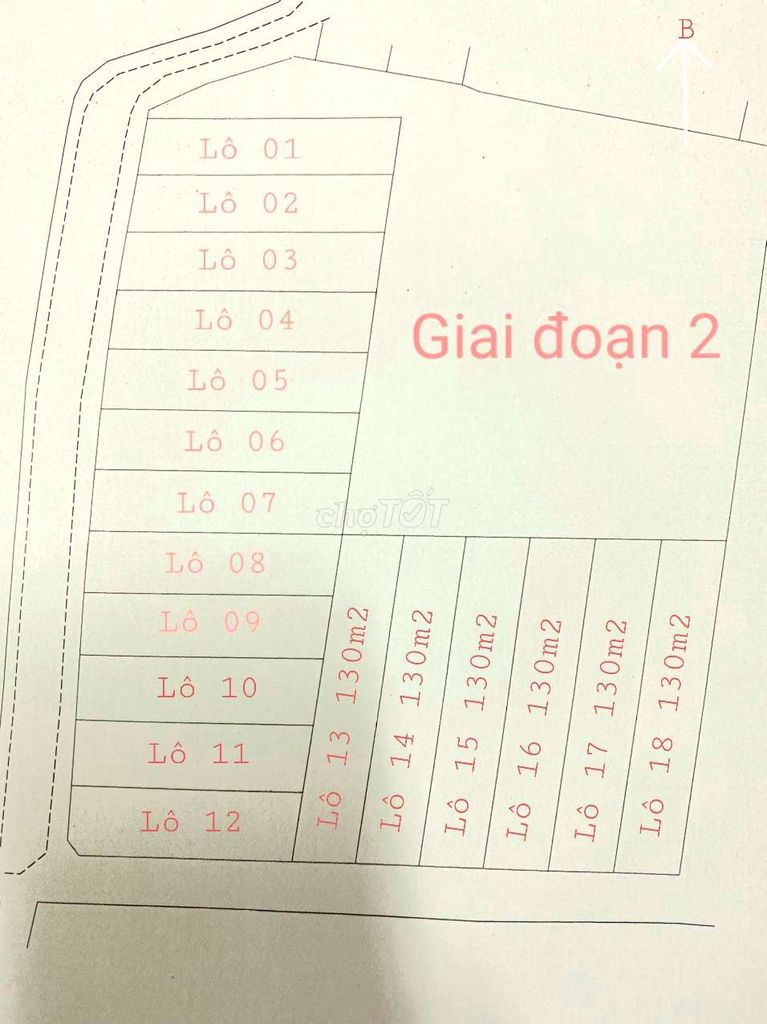 B
Lô 01
Lô 02
Lô 03
Lô 04
Lô 05
Lô 06
Lô 07
Lô 08
Lô 09
Lô 10
Lô 11
Lô 12
Giai đoạn 2
chợTỐT
Lô 13 130m2
Lô 14 130m2
Lô 15 130m2
Lô 16 130m2
Lô 17 130m2
Lô 18 130m2